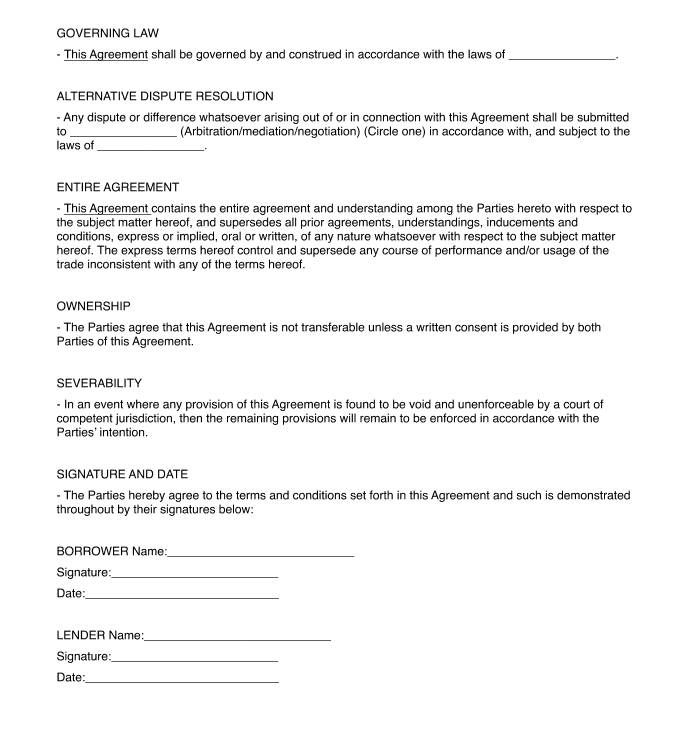 GOVERNING LAW
- This Agreement shall be governed by and construed in accordance with the laws of ________________.
ALTERNATIVE DISPUTE RESOLUTION
- Any dispute or difference whatsoever arising out of or in connection with this Agreement shall be submitted
to ________________ (Arbitration/mediation/negotiation) (Circle one) in accordance with, and subject to the
laws of ________________.
ENTIRE AGREEMENT
- This Agreement contains the entire agreement and understanding among the Parties hereto with respect to
the subject matter hereof, and supersedes all prior agreements, understandings, inducements and
conditions, express or implied, oral or written, of any nature whatsoever with respect to the subject matter
hereof. The express terms hereof control and supersede any course of performance and/or usage of the
trade inconsistent with any of the terms hereof.
OWNERSHIP
- The Parties agree that this Agreement is not transferable unless a written consent is provided by both
Parties of this Agreement.
SEVERABILITY
- In an event where any provision of this Agreement is found to be void and unenforceable by a court of
competent jurisdiction, then the remaining provisions will remain to be enforced in accordance with the
Parties’ intention.
SIGNATURE AND DATE
- The Parties hereby agree to the terms and conditions set forth in this Agreement and such is demonstrated
throughout by their signatures below:
BORROWER Name:____________________________
Signature:_________________________
Date:_____________________________
LENDER Name:____________________________
Signature:_________________________
Date:_____________________________